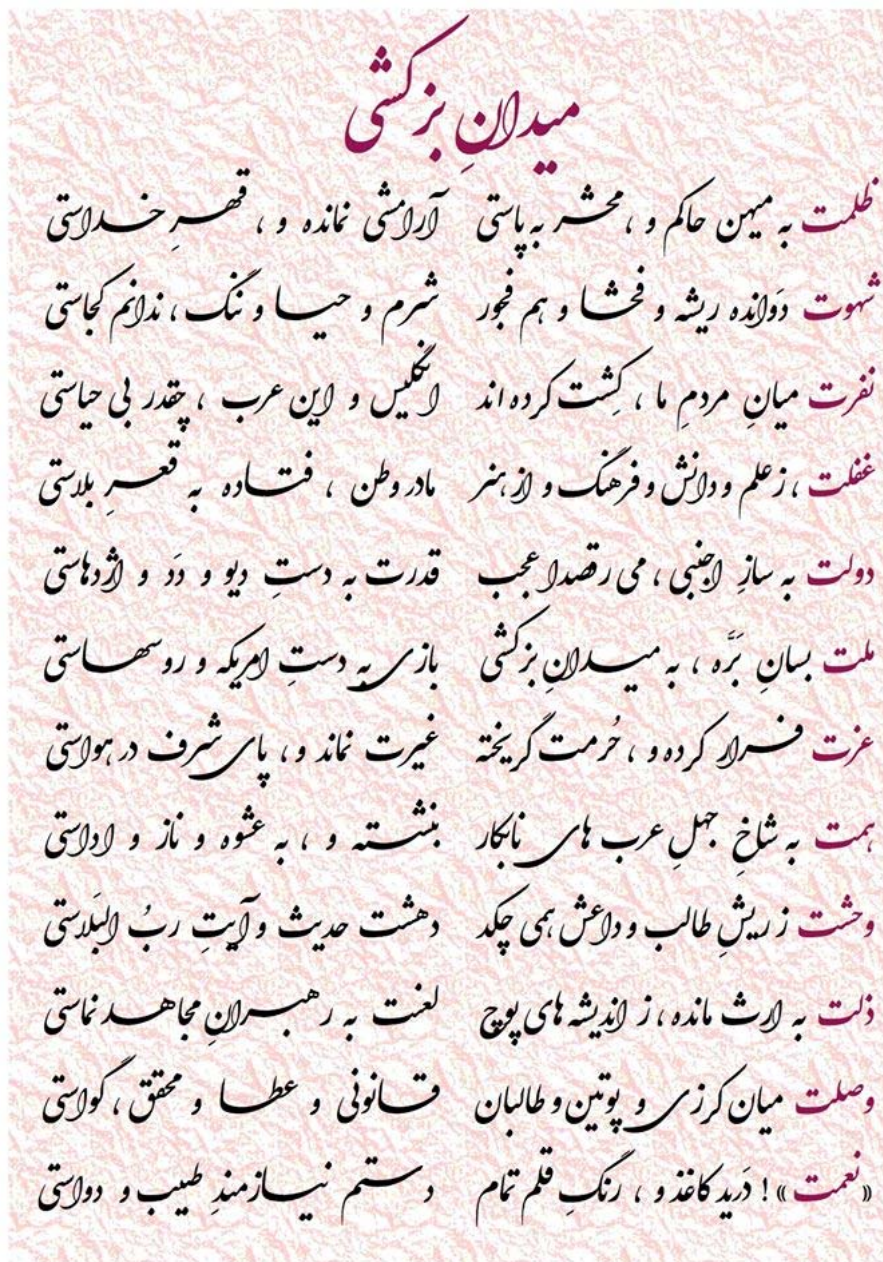 میدانِ بزکشی
ظلمت به میهن حاکم و ، محشر به پاستی آرامشی نمانده و ، قهرِ خداستی
شهوت دَوانده ریشه و فحشا و هم فجور شرم و حیا و ننگ ، ندانم کجاستی
نفرت میانِ مردمِ ما ، کِشت کرده اند انگلیس و این عرب ، چقدر بی حیاستی
غفلت ، ز علم و دانش و فرهنگ و از هنر مادر وطن ، فتاده به قعرِ بلاستی
دولت به سازِ اجنبی ، می رقصدا عجب قدرت به دستِ دیو و دَد و اژدهاستی
ملت بسانِ بَرَّه ، به میدانِ بزکشی بازی به دستِ امریکه و روسهاستی
عزت فرار کرده و ، حُرمت گریخته غیرت نماند و ، پای شرف در هواستی
همت به شاخِ جهلِ عرب های نابکار بنشسته و ، به عشوه و ناز و اداستی
وحشت ز ریشِ طالب و داعش همی چکد دهشت حدیث و آیتِ ربُ البَلاستی
ذلت به ارث مانده ، ز اندیشه های پوچ لعنت به رهبرانِ مجاهد نماستی
وصلت میان کرزی و پوتین و طالبان قانونی و عطا و محقق ، گواستی
«نعمت» ! دَرید کاغذ و ، رنگِ قلم تمام دستم نیازمندِ طبیب و دواستی